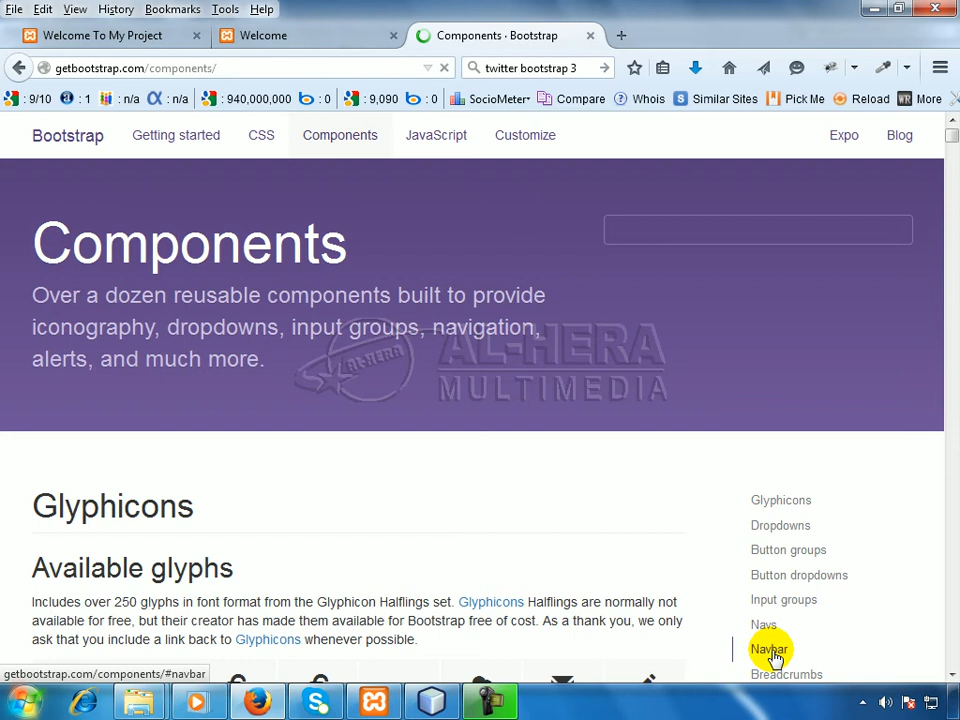 File Edit View History Bookmarks Tools Help
Welcome To My Project
Welcome
Components · Bootstrap
getbootstrap.com/components/
twitter bootstrap 3
: 9/10 : 1 : n/a : n/a : 940,000,000 : 0 : 9,090 : 0 SocioMeter Compare Whois Similar Sites Pick Me Reload WR More
Bootstrap Getting started CSS Components JavaScript Customize Expo Blog
Components
Over a dozen reusable components built to provide
iconography, dropdowns, input groups, navigation,
alerts, and much more.
AL-HERA
AL-HERA
MULTIMEDIA
Glyphicons
Available glyphs
Includes over 250 glyphs in font format from the Glyphicon Halflings set. Glyphicons Halflings are normally not
available for free, but their creator has made them available for Bootstrap free of cost. As a thank you, we only
ask that you include a link back to Glyphicons whenever possible.
Glyphicons
Dropdowns
Button groups
Button dropdowns
Input groups
Navs
Navbar
Breadcrumbs
getbootstrap.com/components/#navbar